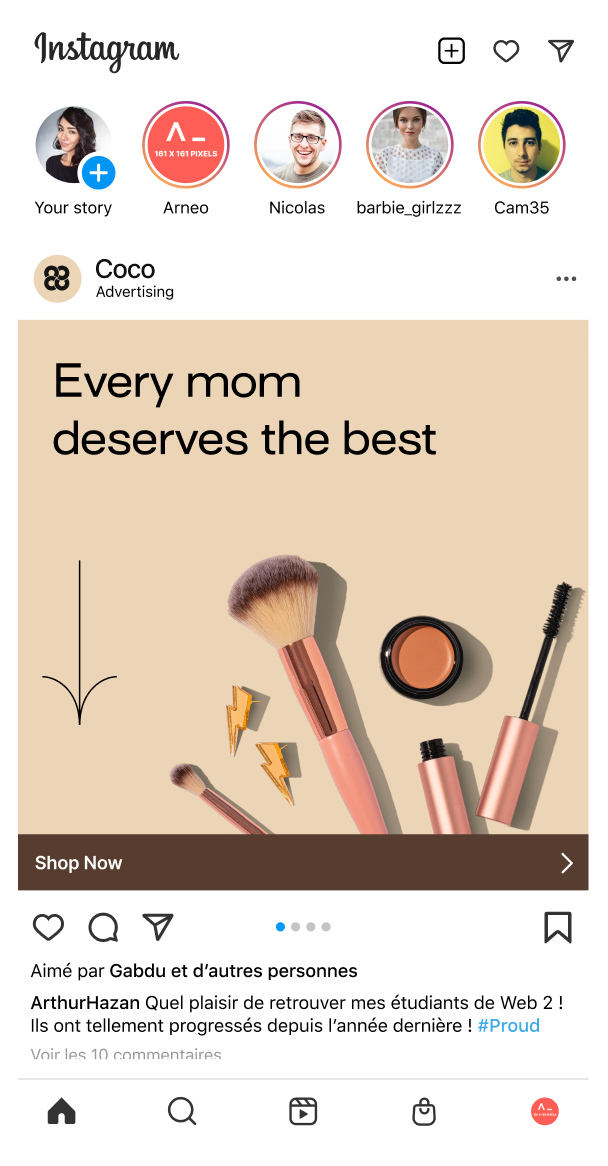 Instagram
161 X 161 PIXELS
Your story
Arneo
Nicolas
barbie_girlzzz
Cam35
Coco
Advertising
Every mom
deserves the best
Shop Now
Aimé par Gabdu et d’autres personnes
ArthurHazan Quel plaisir de retrouver mes étudiants de Web 2 !
Ils ont tellement progressés depuis l’année dernière ! #Proud
Voir les 10 commentaires